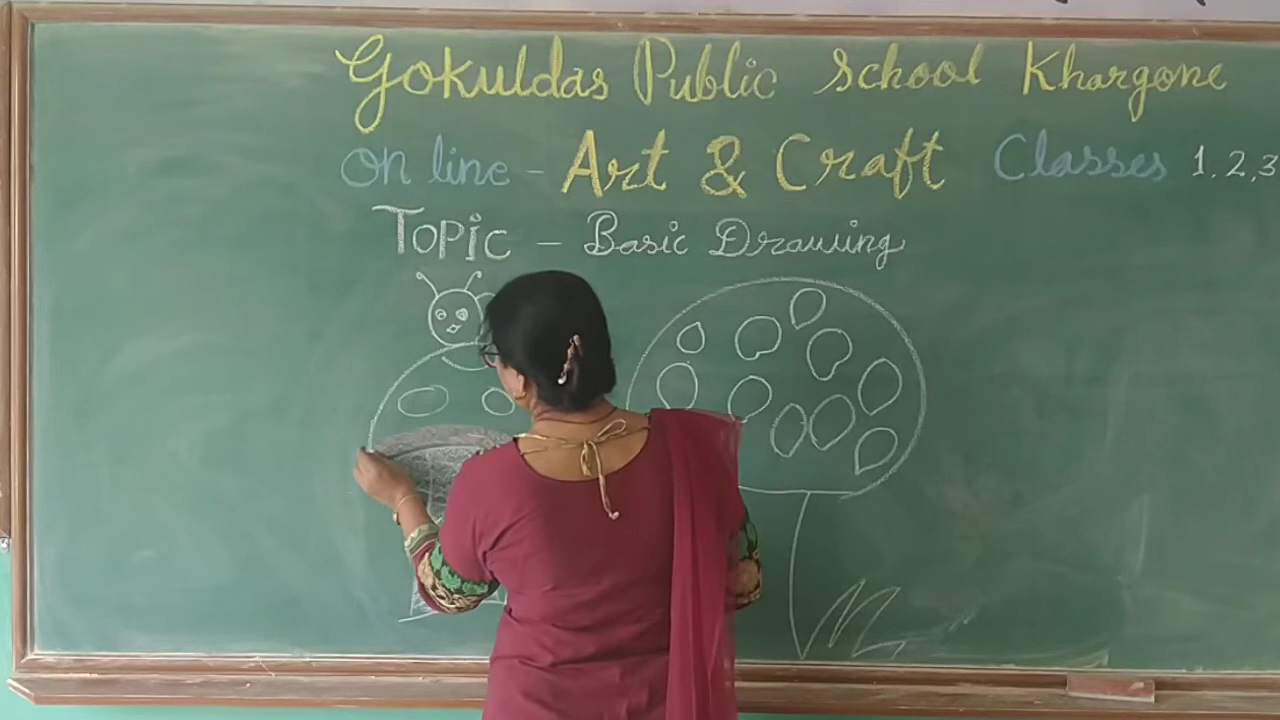 Gokuldas Public School Khargone
On line - Art & Craft Classes 1, 2, 3
Topic - Basic Drawing